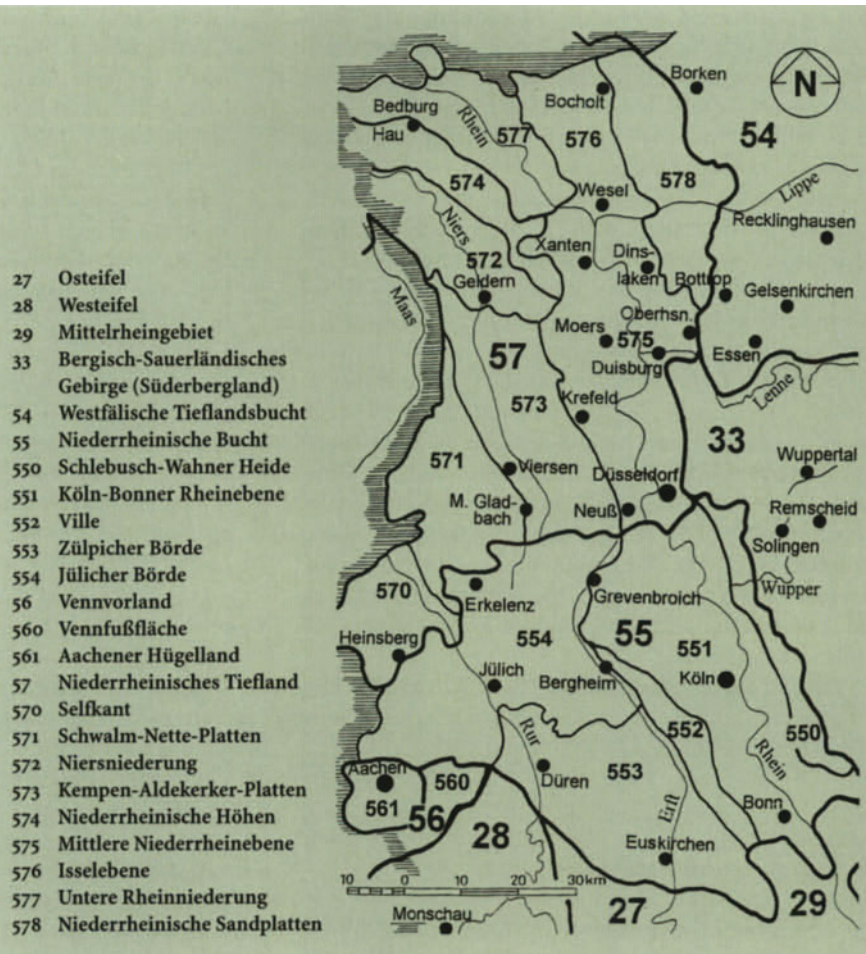 27 Osteifel
28 Westeifel
29 Mittelrheingebiet
33 Bergisch-Sauerländisches
Gebirge (Süderbergland)
54 Westfälische Tieflandsbucht
55 Niederrheinische Bucht
550 Schlebusch-Wahner Heide
551 Köln-Bonner Rheinebene
552 Ville
553 Zülpicher Börde
554 Jülicher Börde
56 Vennvorland
560 Vennfußfläche
561 Aachener Hügelland
57 Niederrheinisches Tiefland
570 Selfkant
571 Schwalm-Nette-Platten
572 Niersniederung
573 Kempen-Aldekerker-Platten
574 Niederrheinische Höhen
575 Mittlere Niederrheinebene
576 Isselebene
577 Untere Rheinniederung
578 Niederrheinische Sandplatten
N
Borken
Bocholt
Bedburg
Hau
Rhein
577
576
54
574
578
Wesel
Lippe
Niers
Recklinghausen
Xanten
Dins-
laken
572
Geldern
Bottrop
Gelsenkirchen
Maas
Oberhsn.
Moers
575
57
Duisburg
Essen
573
Krefeld
Lenne
33
571
Viersen
Wuppertal
Düsseldorf
M. Glad-
bach
Neuß
Remscheid
Solingen
570
Erkelenz
Grevenbroich
Wupper
Heinsberg
554
55
551
Jülich
Bergheim
Köln
552
550
Rur
Rhein
Aachen
560
Düren
553
561
56
Erft
Bonn
28
Euskirchen
10 0 10 20 30km
27
29
Monschau